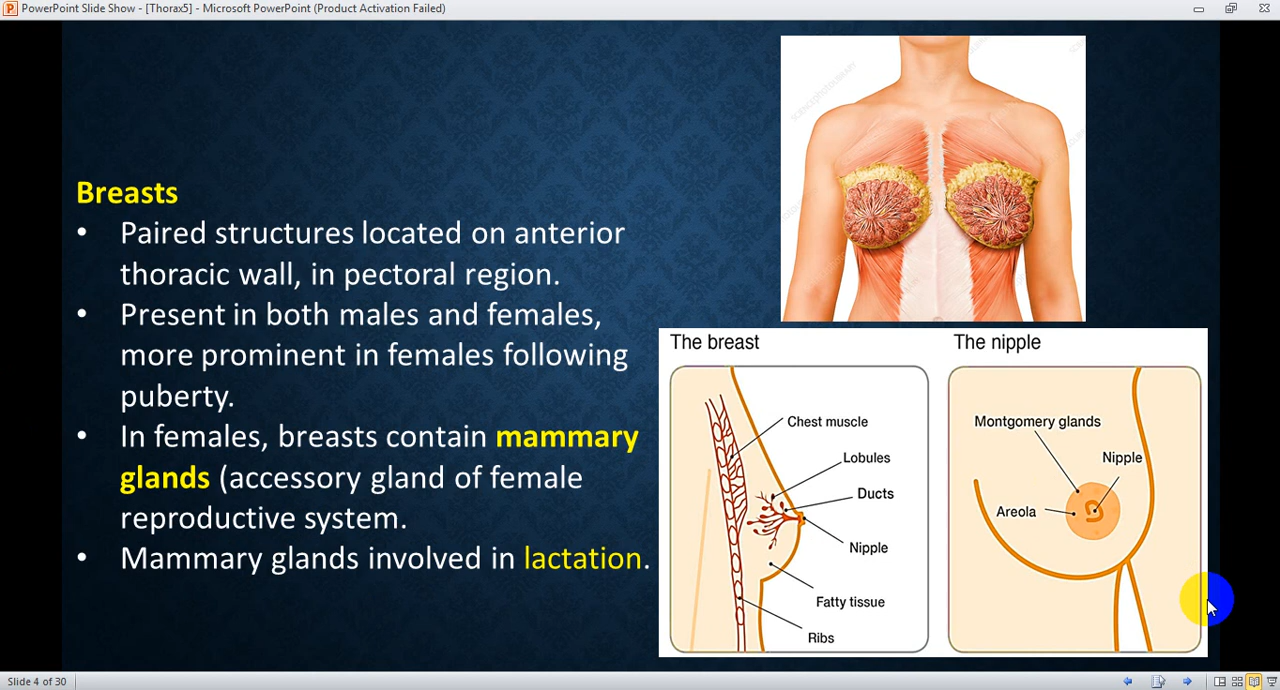 PowerPoint Slide Show - [Thorax5] - Microsoft PowerPoint (Product Activation Failed)
Breasts
• Paired structures located on anterior
thoracic wall, in pectoral region.
• Present in both males and females,
more prominent in females following
puberty.
• In females, breasts contain mammary
glands (accessory gland of female
reproductive system.
• Mammary glands involved in lactation.
The breast
Chest muscle
Lobules
Ducts
Nipple
Fatty tissue
Ribs
The nipple
Montgomery glands
Nipple
Areola
Slide 4 of 30